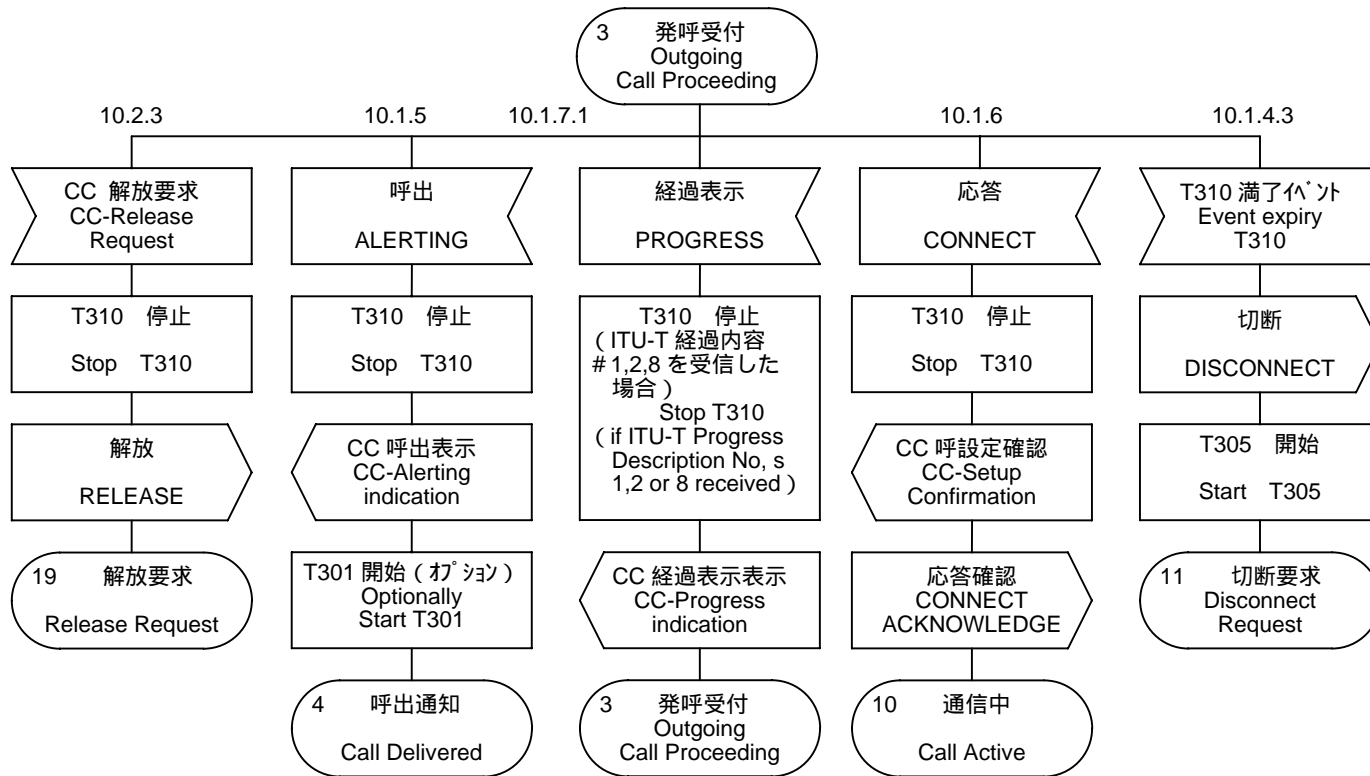 3 発呼受付
Outgoing
Call Proceeding
10.2.3
10.1.5
10.1.7.1
10.1.6
10.1.4.3
CC 解放要求
CC-Release
Request
T310 停止
Stop T310
解放
RELEASE
19 解放要求
Release Request
呼出
ALERTING
T310 停止
Stop T310
CC 呼出表示
CC-Alerting
indication
T301 開始(オプション)
Optionally
Start T301
4 呼出通知
Call Delivered
経過表示
PROGRESS
T310 停止
(ITU-T 経過内容
#1,2,8 を受信した
場合)
Stop T310
(if ITU-T Progress
Description No, s
1,2 or 8 received)
CC 経過表示表示
CC-Progress
indication
3 発呼受付
Outgoing
Call Proceeding
応答
CONNECT
T310 停止
Stop T310
CC 呼設定確認
CC-Setup
Confirmation
応答確認
CONNECT
ACKNOWLEDGE
10 通信中
Call Active
T310 満了イベント
Event expiry
T310
切断
DISCONNECT
T305 開始
Start T305
11 切断要求
Disconnect
Request